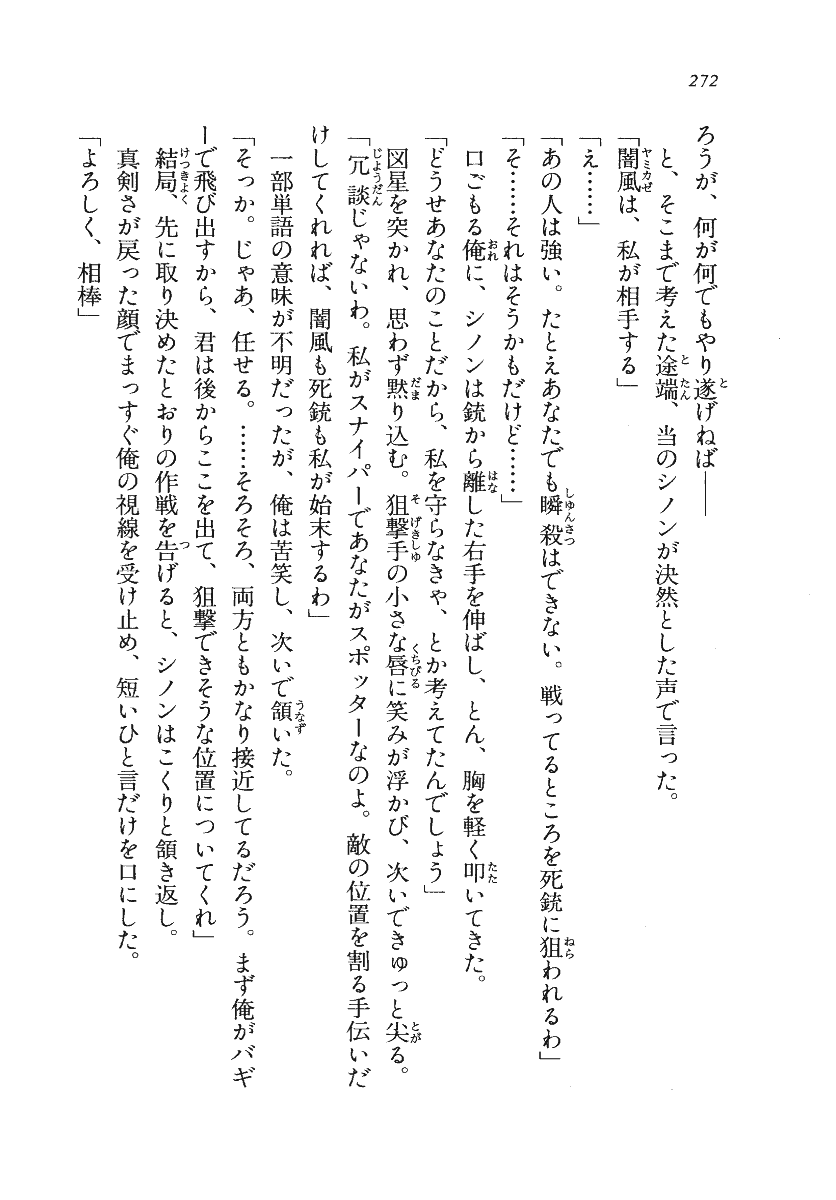 272
ろうが、何が何でもやり遂げねば――
と、そこまで考えた途端、当のシノンが決然とした声で言った。
「闇風は、私が相手する」
「え……」
「あの人は強い。たとえあなたでも瞬殺はできない。戦ってるところを死銃に狙われるわ」
「そ……それはそうかもだけど……」
口ごもる俺に、シノンは銃から離した右手を伸ばし、とん、胸を軽く叩いてきた。
「どうせあなたのことだから、私を守らなきゃ、とか考えてたんでしょう」
図星を突かれ、思わず黙り込む。狙撃手の小さな唇に笑みが浮かび、次いできゅっと尖る。
「冗談じゃないわ。私がスナイパーであなたがスポッターなのよ。敵の位置を割る手伝いだ
けしてくれれば、闇風も死銃も私が始末するわ」
一部単語の意味が不明だったが、俺は苦笑し、次いで頷いた。
「そっか。じゃあ、任せる。……そろそろ、両方ともかなり接近してるだろう。まず俺がバギ
ーで飛び出すから、君は後からここを出て、狙撃できそうな位置についてくれ」
結局、先に取り決めたとおりの作戦を告げると、シノンはこくりと頷き返し。
真剣さが戻った顔でまっすぐ俺の視線を受け止め、短いひと言だけを口にした。
「よろしく、相棒」